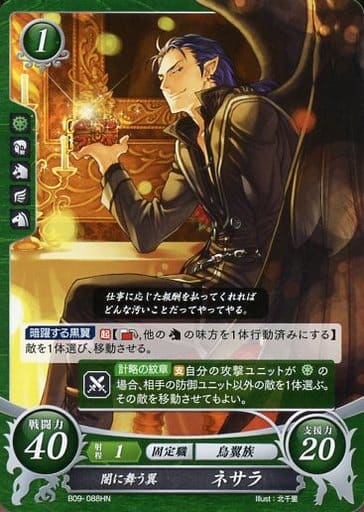 1
仕事に応じた報酬を払ってくれれば
どんな汚いことだってやってやる。
暗躍する黒翼 起【 、他の の味方を1体行動済みにする】
敵を1体選び、移動させる。
計略の紋章 支 自分の攻撃ユニットが の
場合、相手の防御ユニット以外の敵を1体選ぶ。
その敵を移動させてもよい。
戦闘力
40
射程 1 固定職 鳥翼族
支援力
20
闇に舞う翼 ネサラ
B09-088HN Illust:北千里